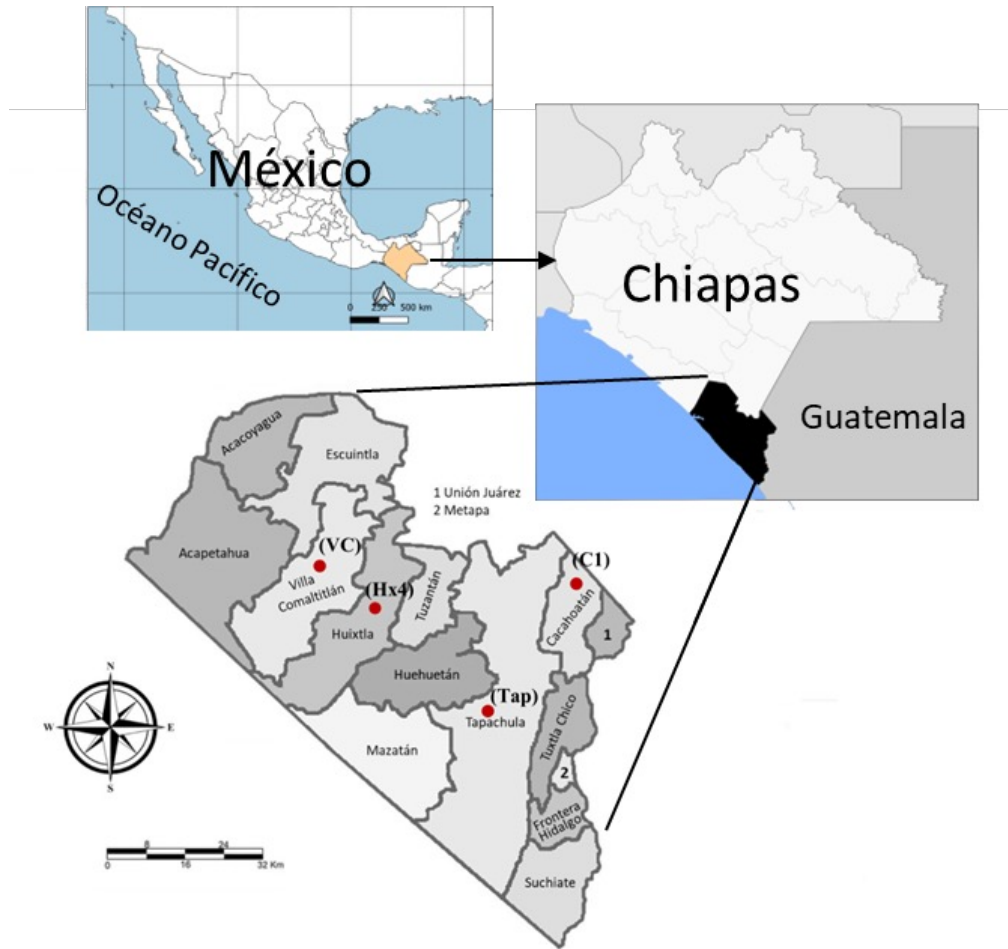 México
Océano Pacífico
0 250 500 km
Chiapas
Guatemala
Acacoyagua
Escuintla
1 Unión Juárez
2 Metapa
Acapetahua
(VC)
Villa
Comaltitlán
(Hx4)
Huixtla
Tuzantán
(C1)
Cacahoatán
1
Huehuetán
(Tap)
Tapachula
Tuxtla Chico
Mazatán
2
Frontera
Hidalgo
Suchiate
N
W
E
S
8 24
0 16 32 Km